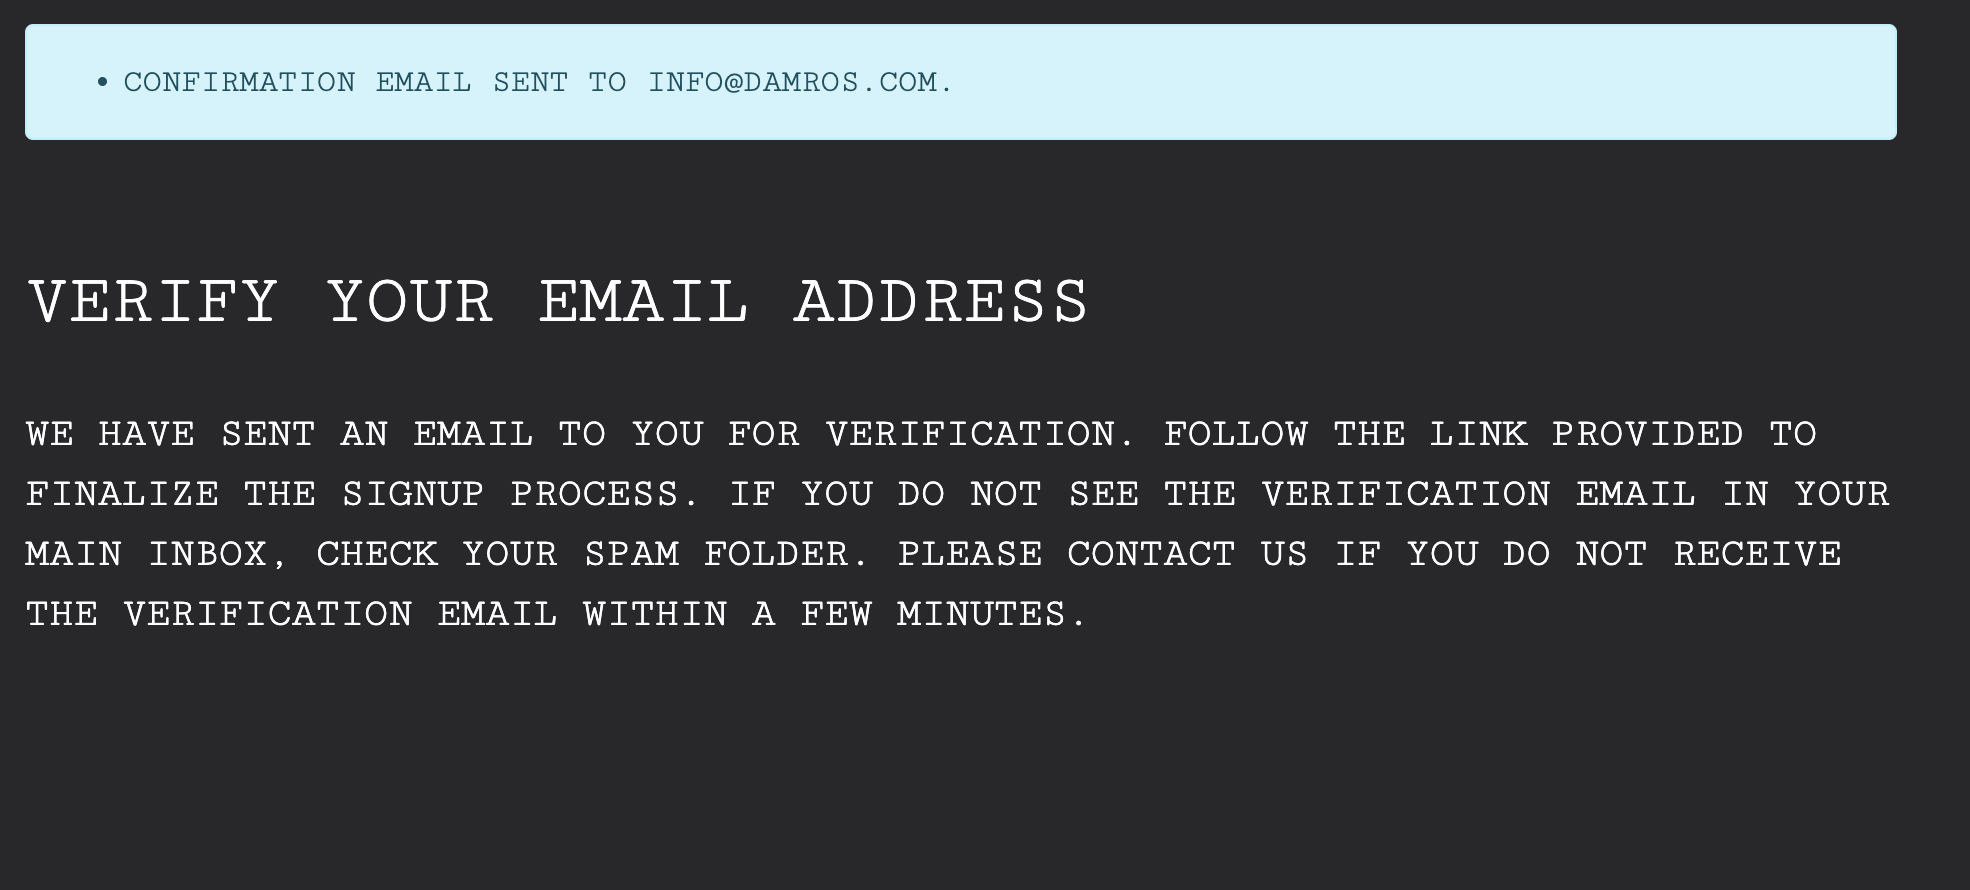 CONFIRMATION EMAIL SENT TO INFO@DAMROS.COM.
VERIFY YOUR EMAIL ADDRESS
WE HAVE SENT AN EMAIL TO YOU FOR VERIFICATION. FOLLOW THE LINK PROVIDED TO
FINALIZE THE SIGNUP PROCESS. IF YOU DO NOT SEE THE VERIFICATION EMAIL IN YOUR
MAIN INBOX, CHECK YOUR SPAM FOLDER. PLEASE CONTACT US IF YOU DO NOT RECEIVE
THE VERIFICATION EMAIL WITHIN A FEW MINUTES.